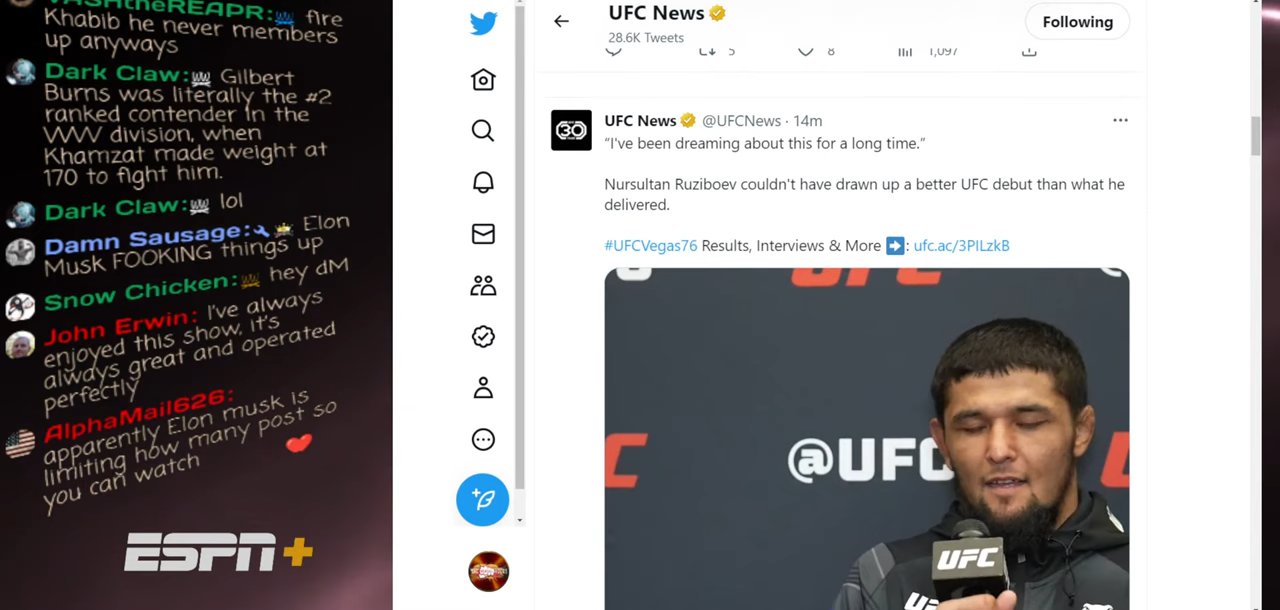 YASHtheREAPR: fire
Khabib he never members
up anyways
Dark Claw: Gilbert
Burns was literally the #2
ranked contender in the
WW division, when
Khamzat made weight at
170 to fight him.
Dark Claw: lol
Damn Sausage: Elon
Musk FOOKING things up
Snow Chicken: hey dM
John Erwin: I've always
enjoyed this show, it's
always great and operated
perfectly
AlphaMail626:
apparently Elon musk is
limiting how many post so
you can watch
ESPN+
UFC News
28.6K Tweets
Following
5
8
1,097
30
UFC News @UFCNews · 14m
“I've been dreaming about this for a long time.”
Nursultan Ruziboev couldn't have drawn up a better UFC debut than what he
delivered.
#UFCVegas76 Results, Interviews & More ➡: ufc.ac/3PILzkB
UFC
C
@UFC
UFC